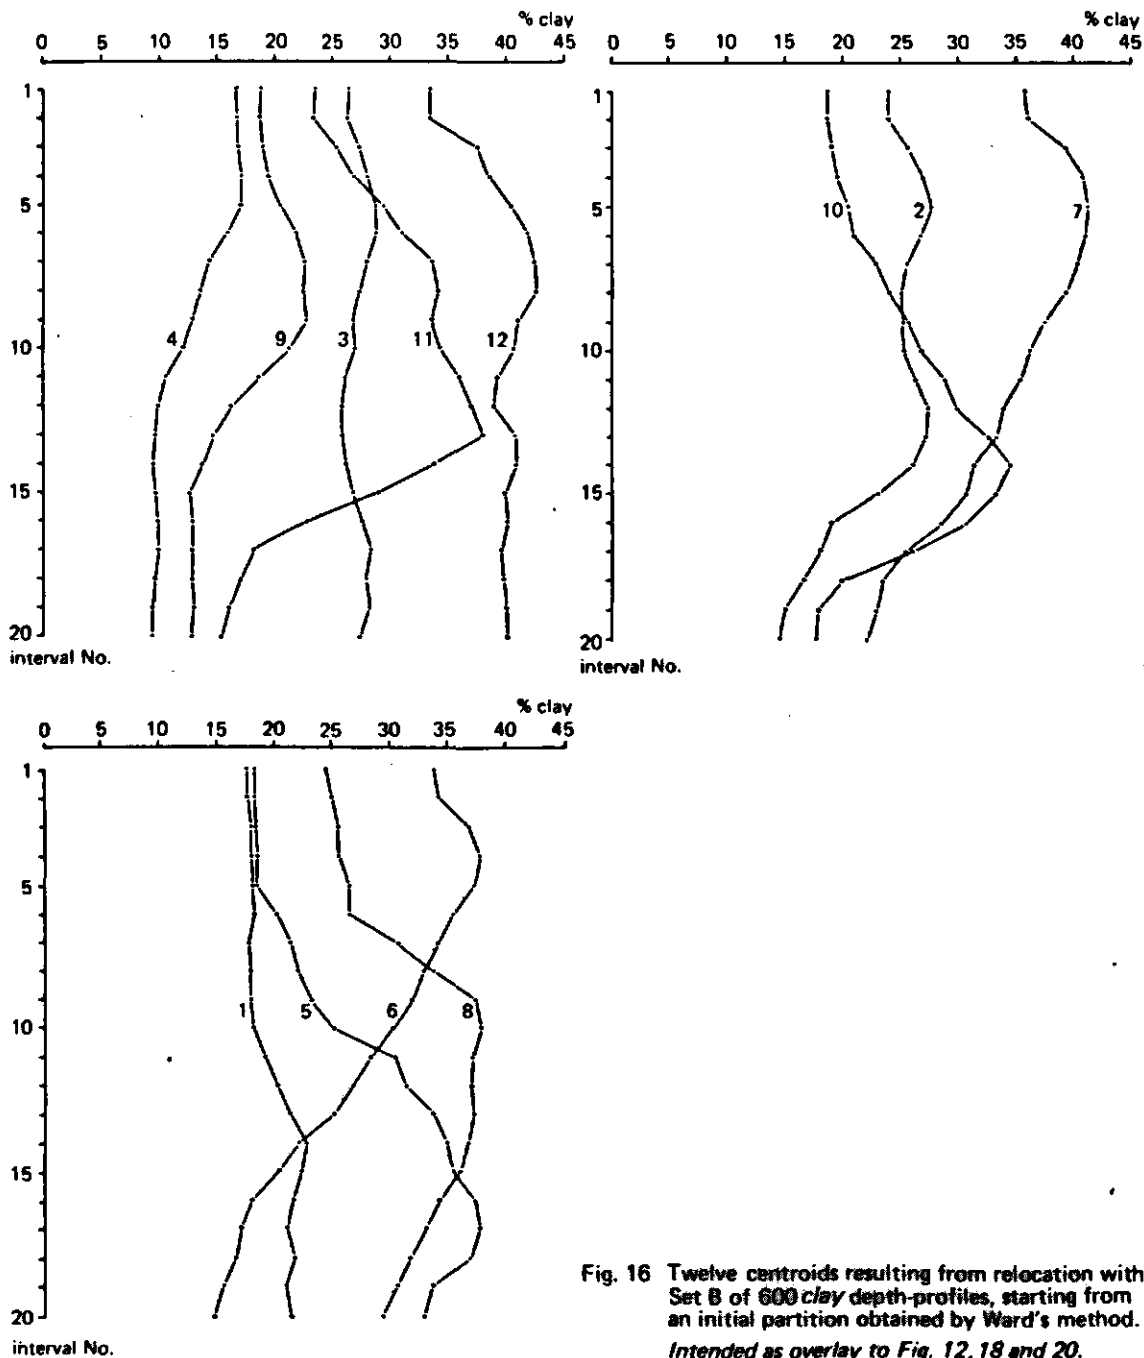 % clay
0 5 10 15 20 25 30 35 40 45
1
5
10
15
20
interval No.
4 9 3 11 12
% clay
0 5 10 15 20 25 30 35 40 45
1
5
10
15
20
interval No.
10 2 7
% clay
0 5 10 15 20 25 30 35 40 45
1
5
10
15
20
interval No.
1 5 6 8
Fig. 16 Twelve centroids resulting from relocation with
Set B of 600 clay depth-profiles, starting from
an initial partition obtained by Ward's method.
Intended as overlay to Fig. 12, 18 and 20.